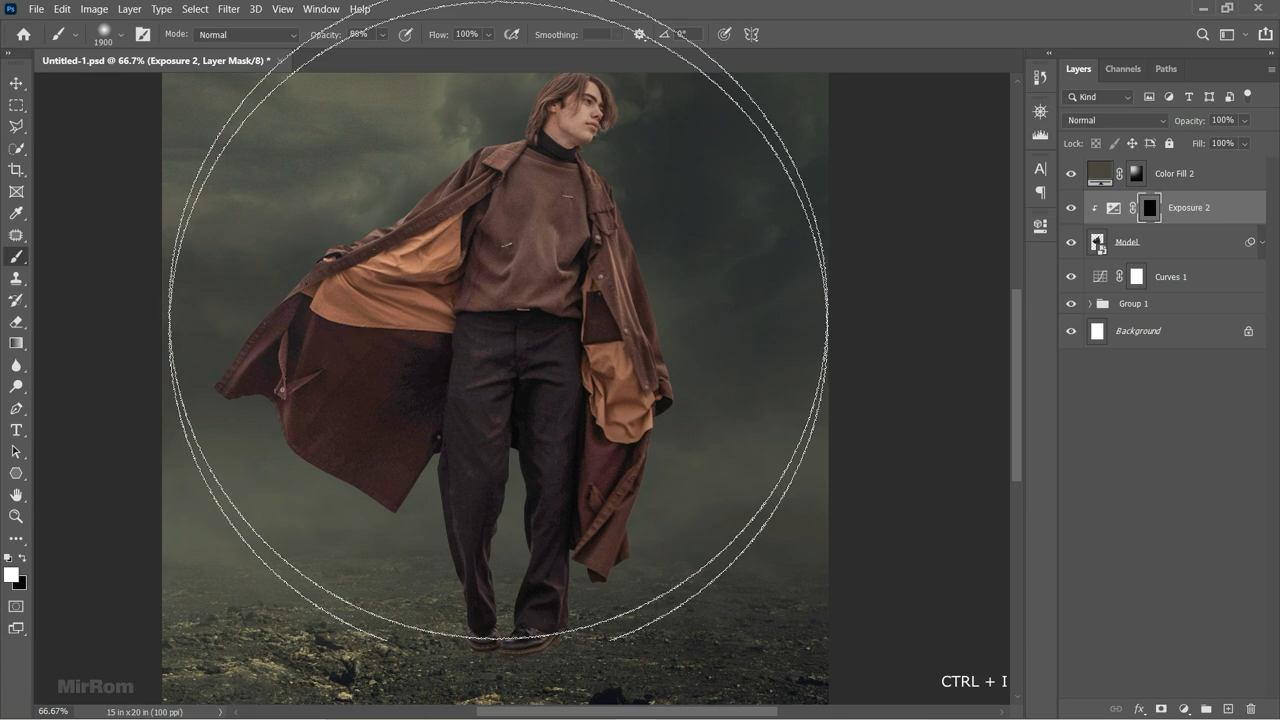 Ps File Edit Image Layer Type Select Filter 3D View Window Help
1900 Mode: Normal Opacity: Flow: 100% Smoothing: 0°
Untitled-1.psd @ 66.7% (Exposure 2, Layer Mask/8) *
Layers Channels Paths
Kind
Normal Opacity: 100%
Lock: Fill: 100%
Color Fill 2
Exposure 2
Model
Curves 1
Group 1
Background
MirRom
CTRL + I
66.67% 15 in x 20 in (100 ppi)